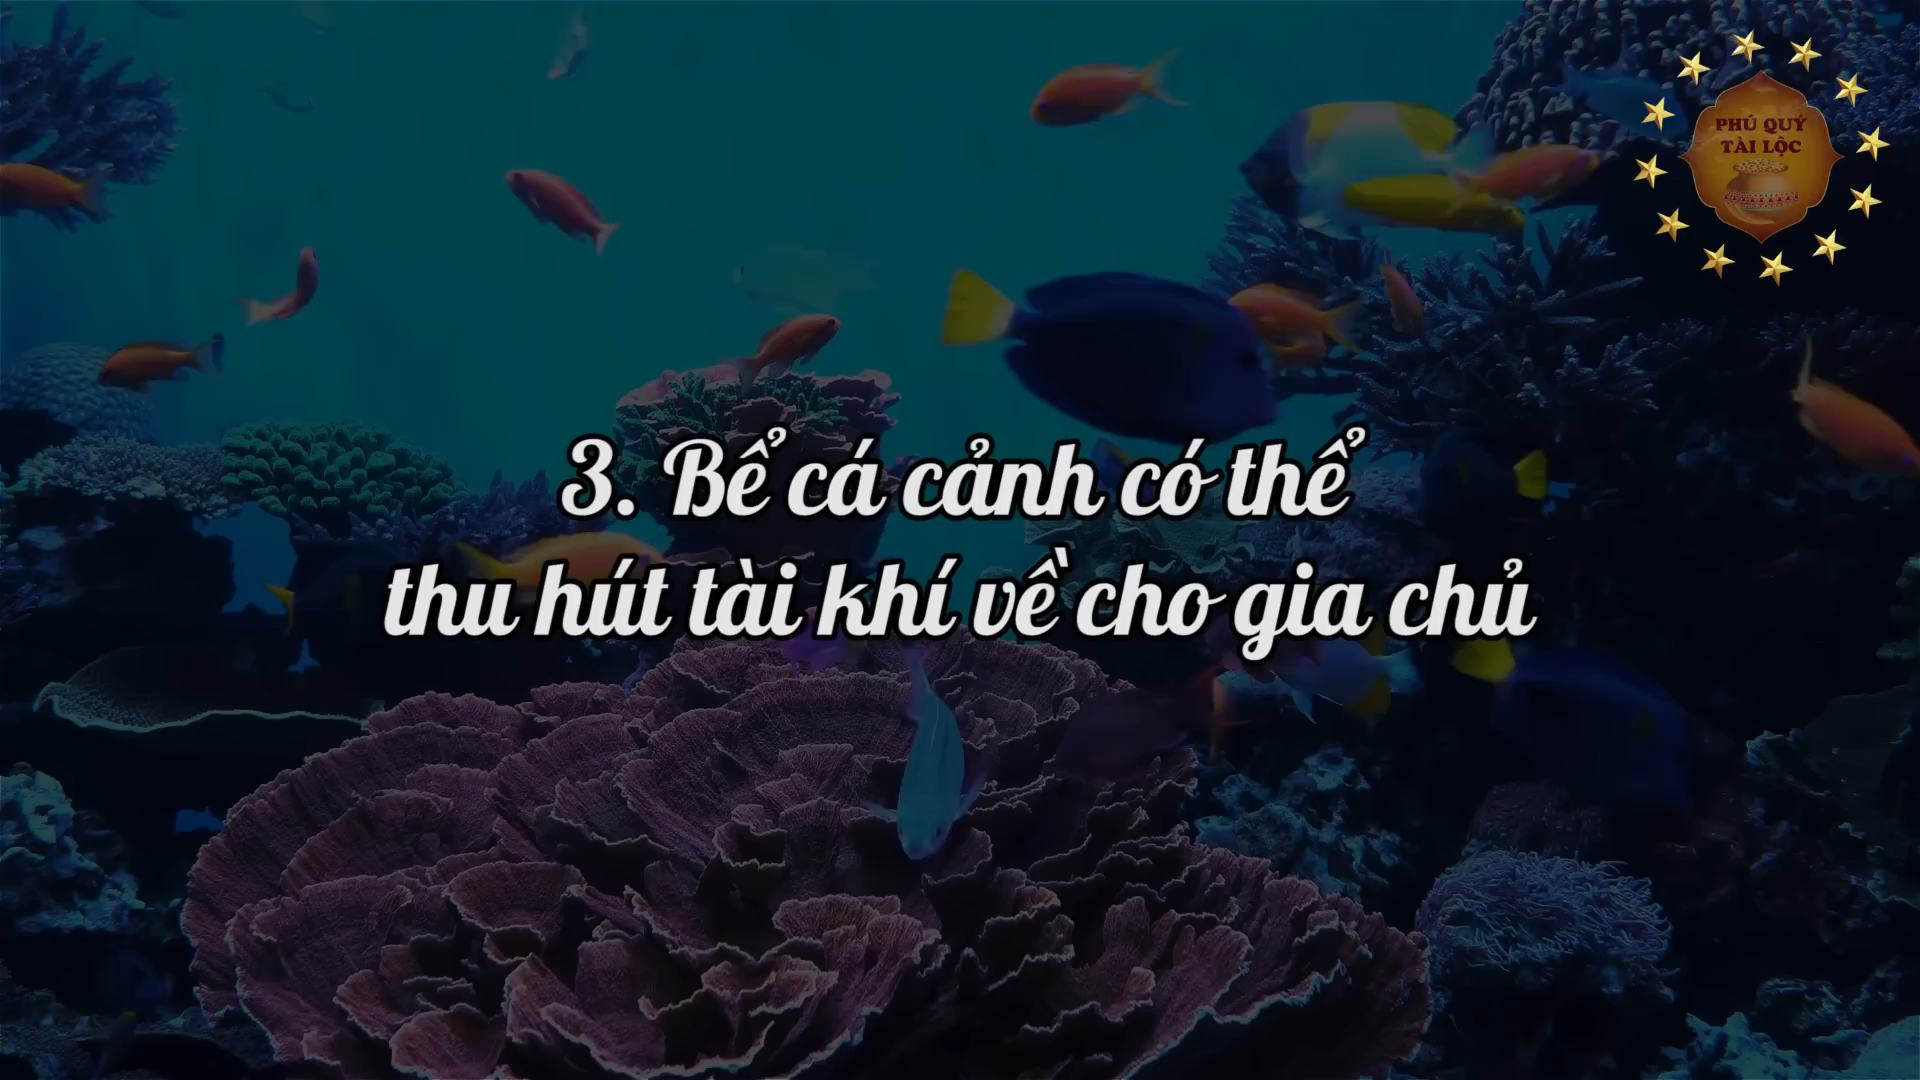 PHÚ QUÝ
TÀI LỘC
3. Bể cá cảnh có thể
thu hút tài khí về cho gia chủ